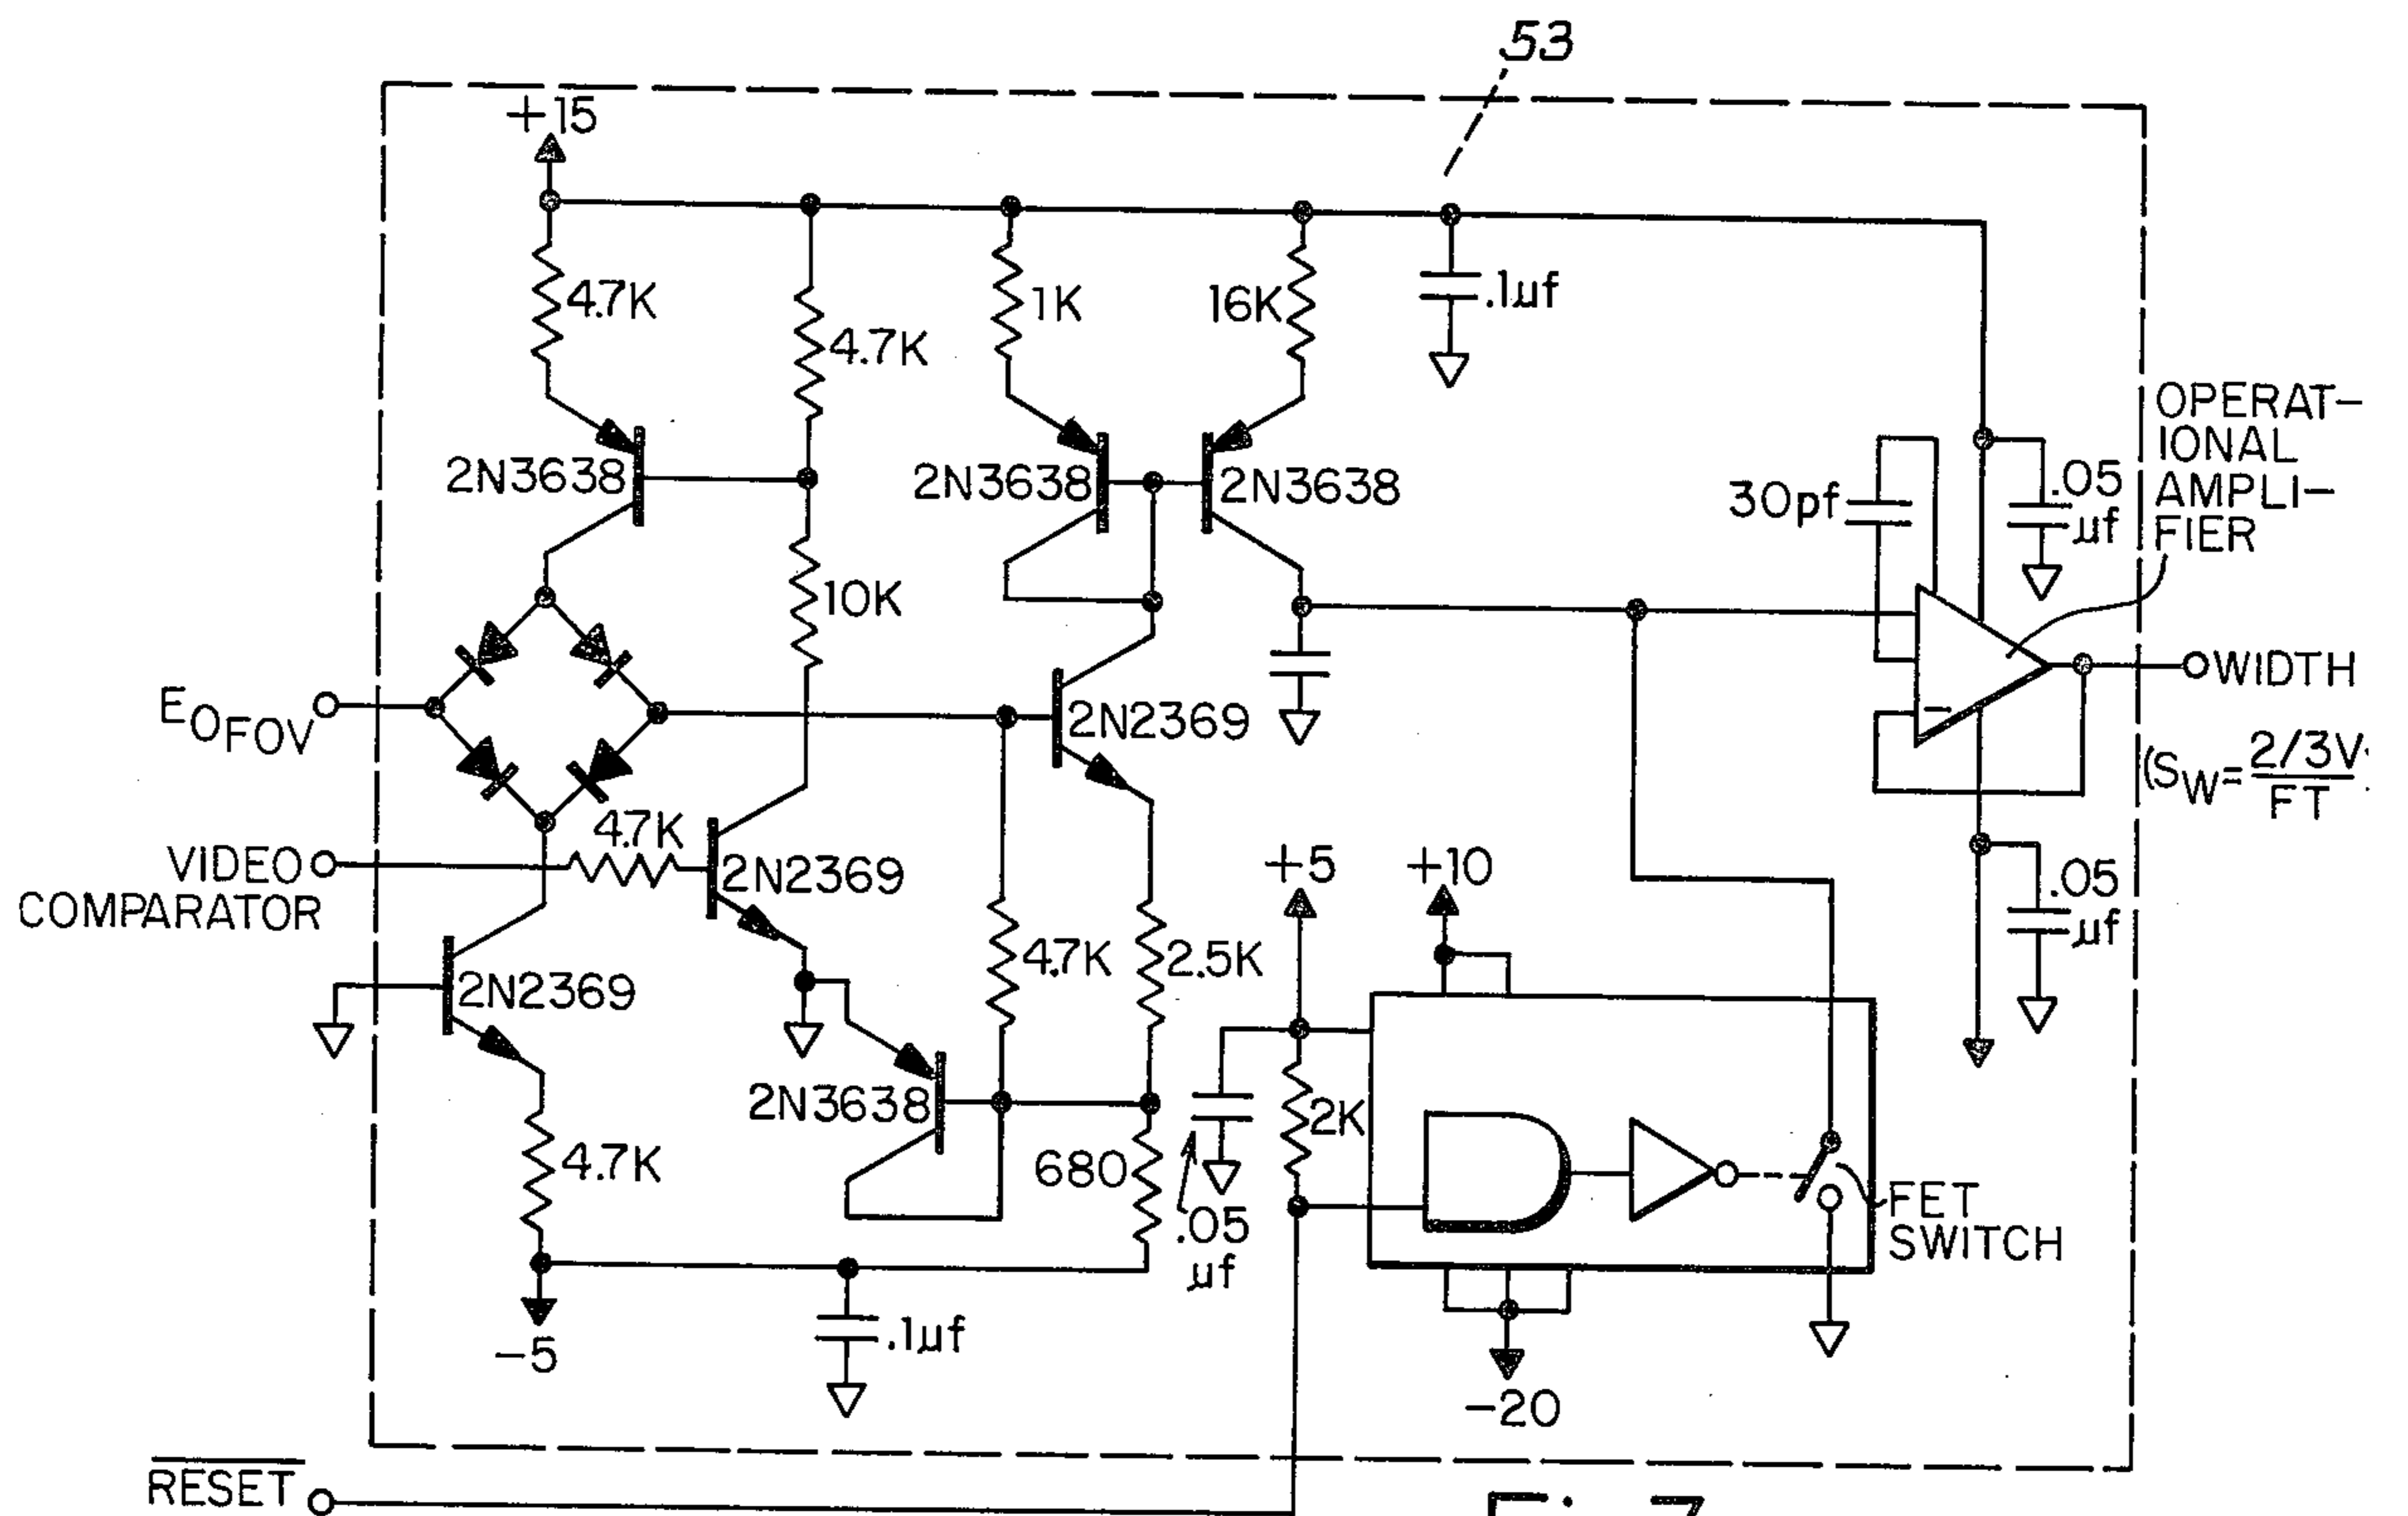 53
+15
4.7K
4.7K
1K
16K
.1µf
OPERAT-
IONAL
AMPLI-
FIER
2N3638
2N3638
2N3638
30pf
.05
µf
10K
EOFOV
2N2369
WIDTH
(SW= 2/3V
FT
4.7K
VIDEO
COMPARATOR
2N2369
+5
+10
.05
µf
2N2369
4.7K
2.5K
2N3638
2K
4.7K
680
.05
µf
FET
SWITCH
-5
.1µf
-20
RESET